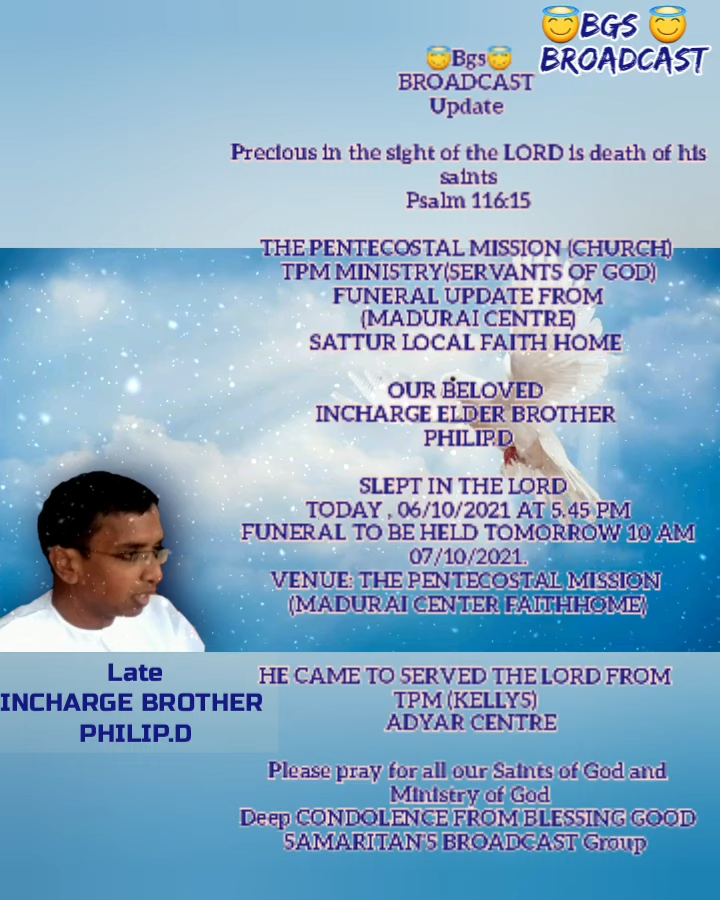 😇BGS 😇
BROADCAST
😇Bgs😇
BROADCAST
Update
Precious in the sight of the LORD is death of his
saints
Psalm 116:15
THE PENTECOSTAL MISSION (CHURCH)
TPM MINISTRY(SERVANTS OF GOD)
FUNERAL UPDATE FROM
(MADURAI CENTRE)
SATTUR LOCAL FAITH HOME
OUR BELOVED
INCHARGE ELDER BROTHER
PHILIP.D
SLEPT IN THE LORD
TODAY , 06/10/2021 AT 5.45 PM
FUNERAL TO BE HELD TOMORROW 10 AM
07/10/2021.
VENUE: THE PENTECOSTAL MISSION
(MADURAI CENTER FAITHHOME)
Late
INCHARGE BROTHER
PHILIP.D
HE CAME TO SERVED THE LORD FROM
TPM (KELLYS)
ADYAR CENTRE
Please pray for all our Saints of God and
Ministry of God
Deep CONDOLENCE FROM BLESSING GOOD
SAMARITAN'S BROADCAST Group